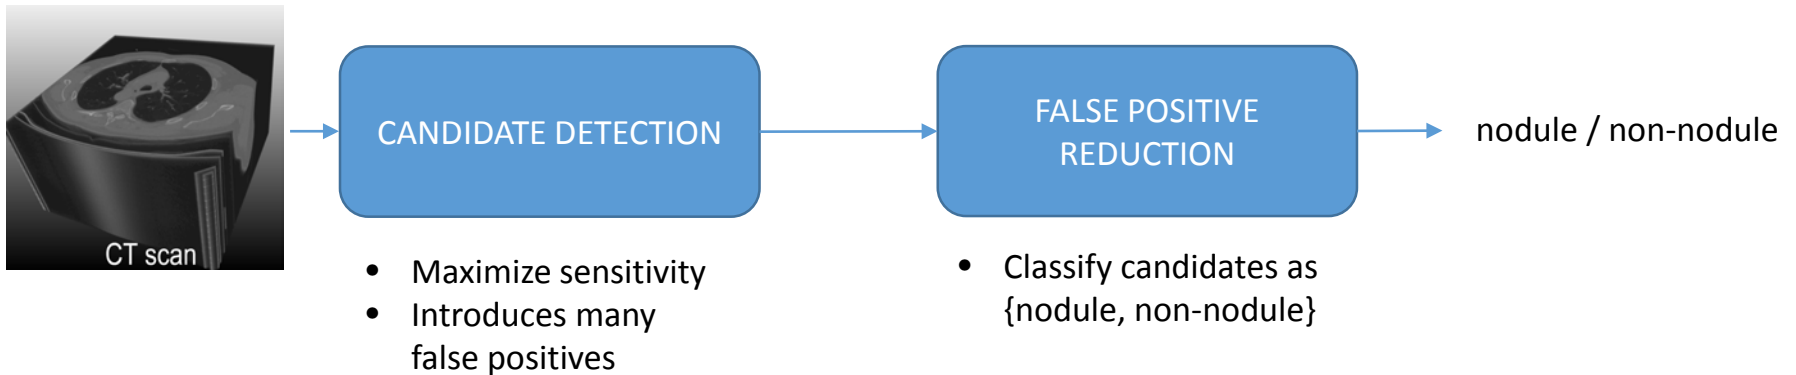 CT scan
CANDIDATE DETECTION
• Maximize sensitivity
• Introduces many
false positives
FALSE POSITIVE
REDUCTION
• Classify candidates as
{nodule, non-nodule}
nodule / non-nodule